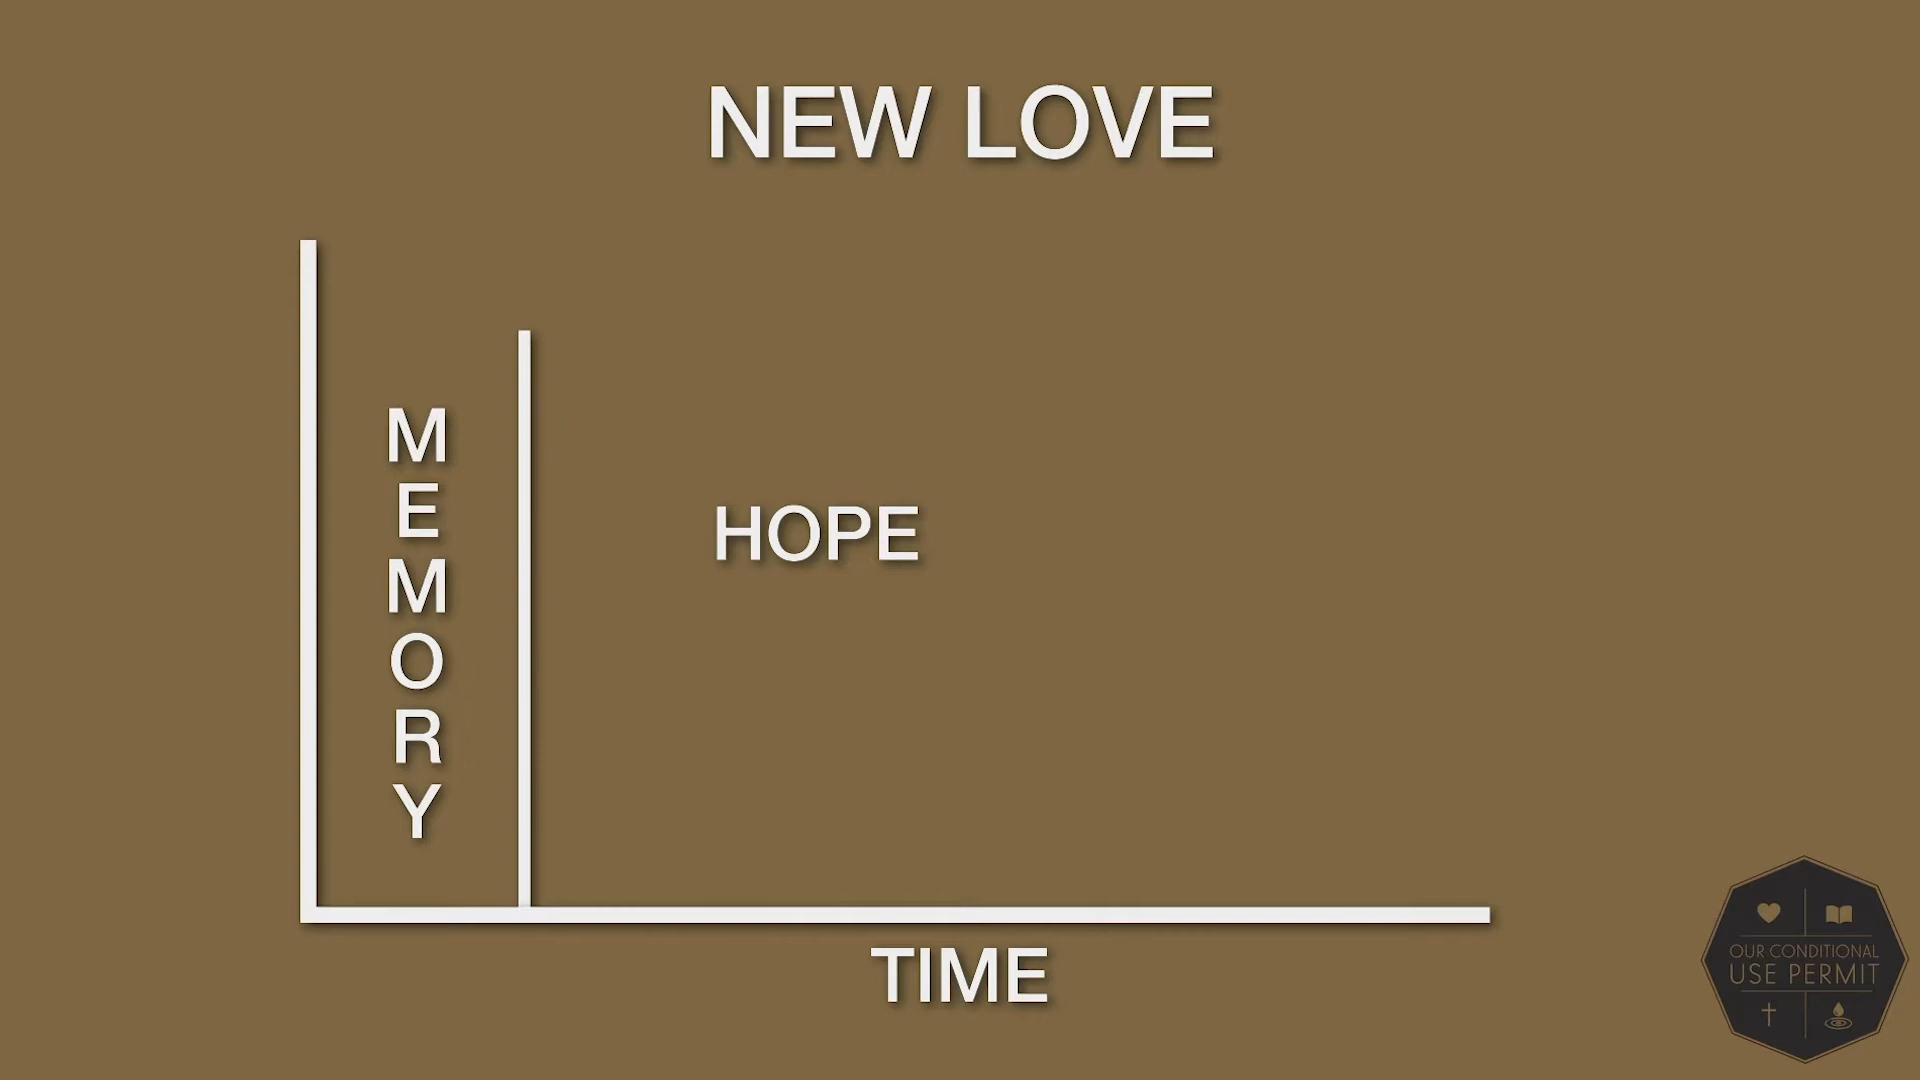 NEW LOVE
MEMORY
HOPE
TIME
OUR CONDITIONAL
USE PERMIT